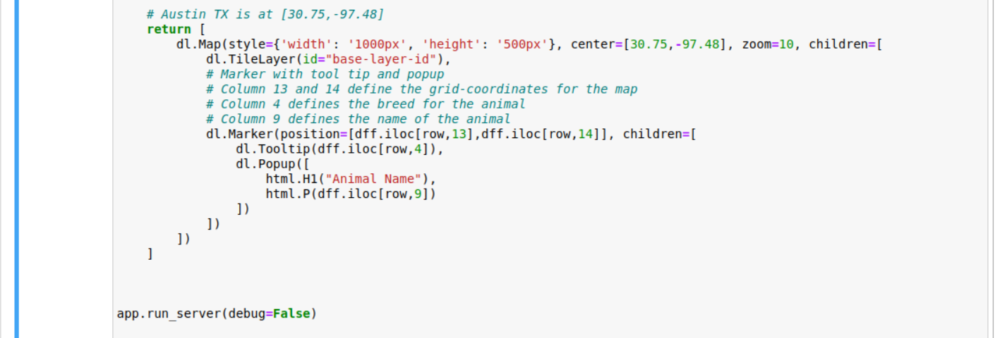 # Austin TX is at [30.75,-97.48]
return [
dl.Map(style={'width': '1000px', 'height': '500px'}, center=[30.75,-97.48], zoom=10, children=[
dl.TileLayer(id="base-layer-id"),
# Marker with tool tip and popup
# Column 13 and 14 define the grid-coordinates for the map
# Column 4 defines the breed for the animal
# Column 9 defines the name of the animal
dl.Marker(position=[dff.iloc[row,13],dff.iloc[row,14]], children=[
dl.Tooltip(dff.iloc[row,4]),
dl.Popup([
html.H1("Animal Name"),
html.P(dff.iloc[row,9])
])
])
])
]
app.run_server(debug=False)